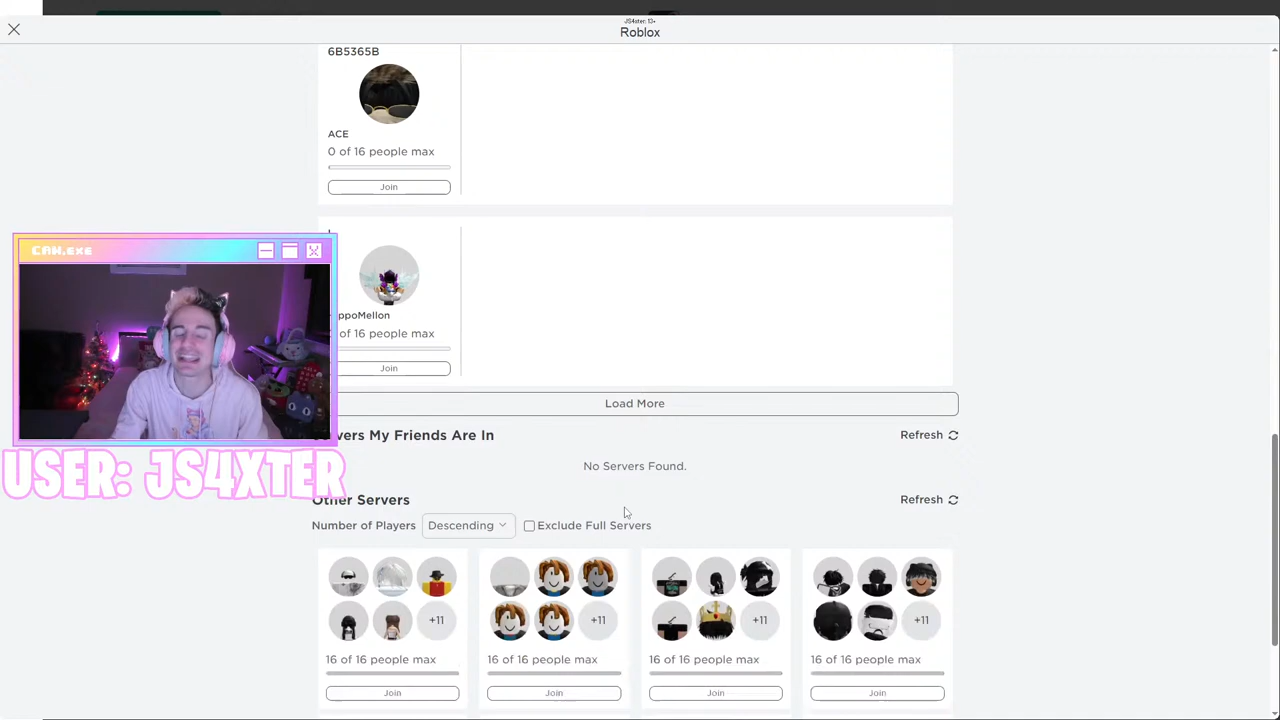 JS4xter: 13+
Roblox
6B5365B
ACE
0 of 16 people max
Join
ppoMellon
of 16 people max
Join
Load More
CAM.EXE
USER: JS4XTER
Servers My Friends Are In
Refresh
No Servers Found.
Other Servers
Refresh
Number of Players
Descending
Exclude Full Servers
+11
+11
+11
+11
16 of 16 people max
16 of 16 people max
16 of 16 people max
16 of 16 people max
Join
Join
Join
Join